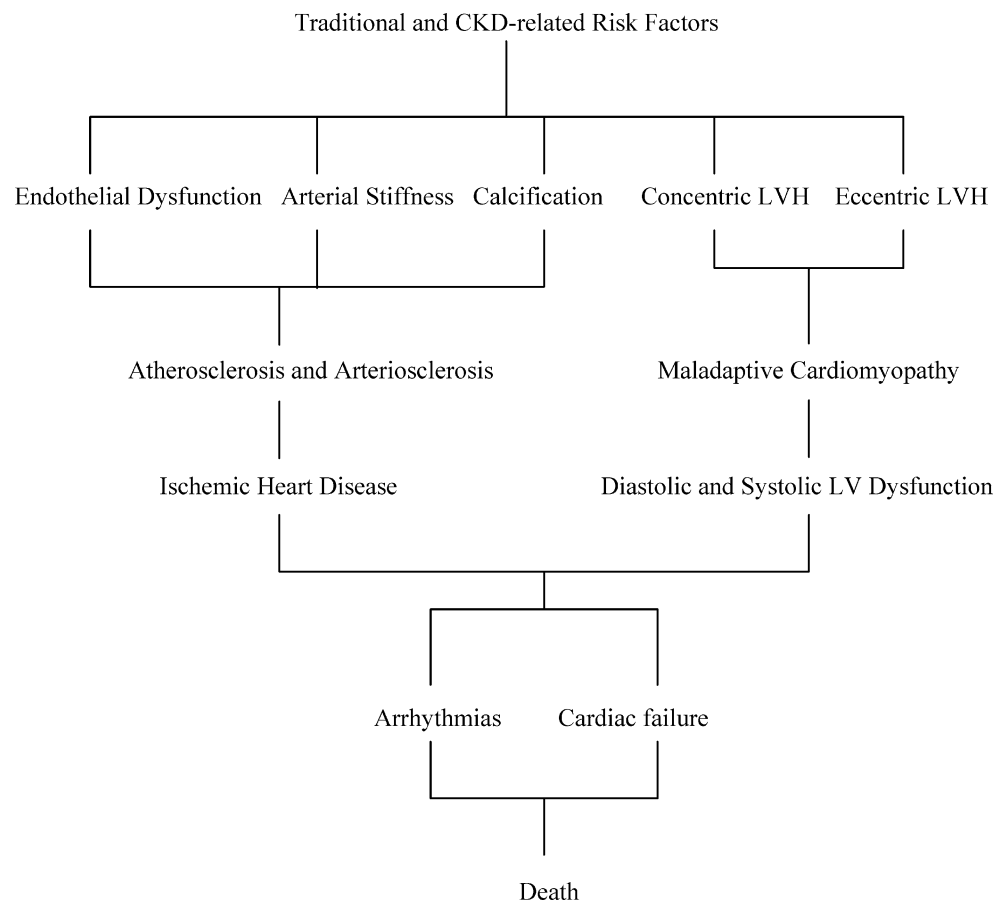 Traditional and CKD-related Risk Factors
Endothelial Dysfunction Arterial Stiffness Calcification Concentric LVH Eccentric LVH
Atherosclerosis and Arteriosclerosis Maladaptive Cardiomyopathy
Ischemic Heart Disease Diastolic and Systolic LV Dysfunction
Arrhythmias Cardiac failure
Death